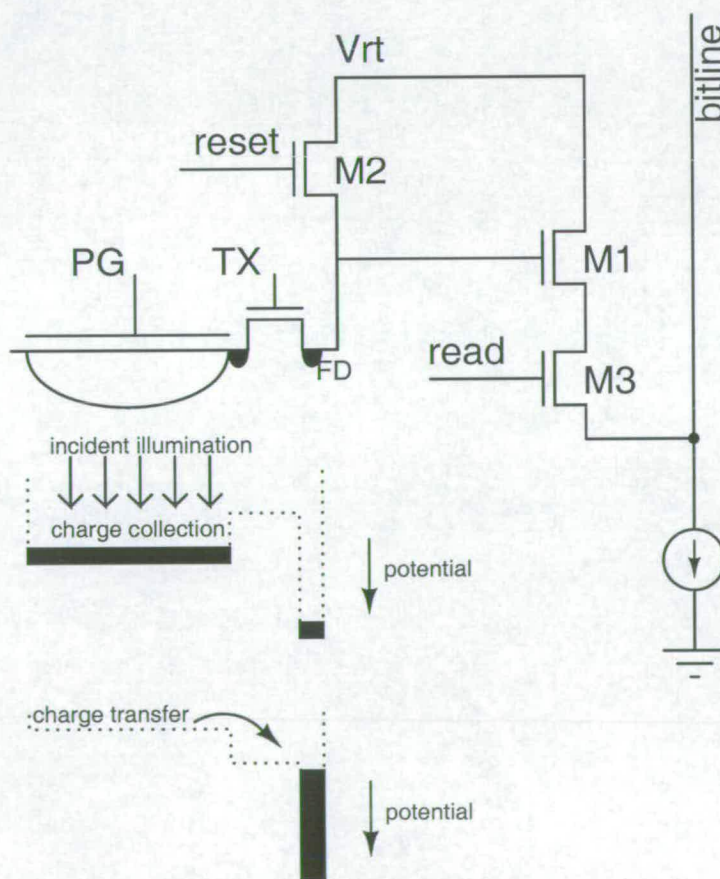 Vrt
bitline
reset
M2
PG
TX
M1
FD
read
M3
incident illumination
charge collection
potential
charge transfer
potential